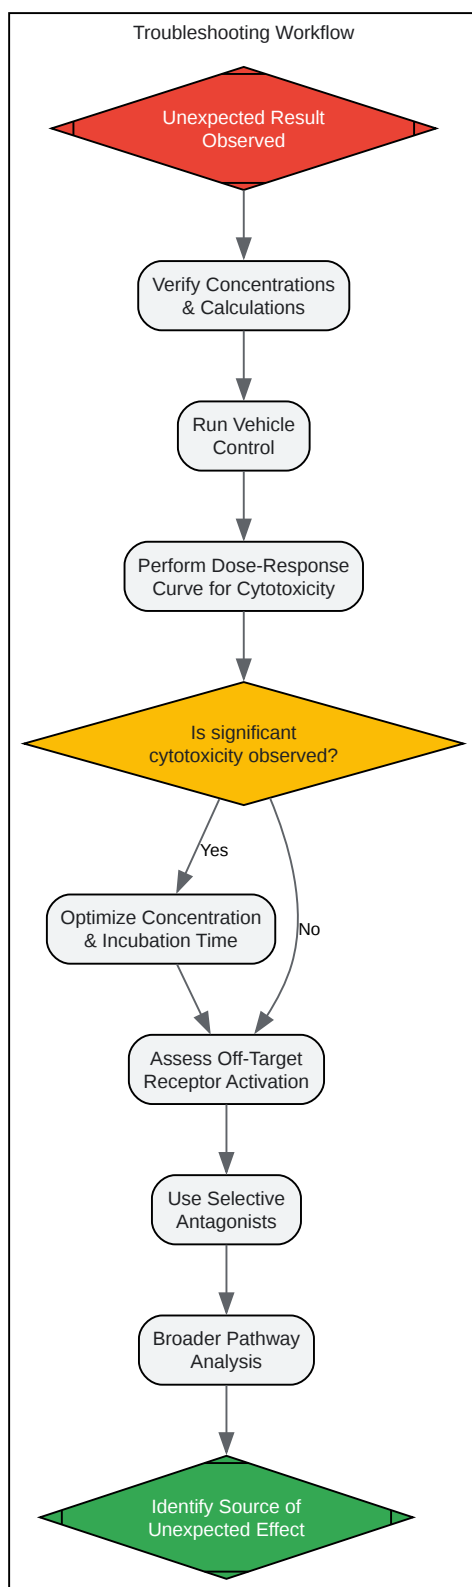 Troubleshooting Workflow
Unexpected Result
Observed
Verify Concentrations
& Calculations
Run Vehicle
Control
Perform Dose-Response
Curve for Cytotoxicity
Is significant
cytotoxicity observed?
Yes
Optimize Concentration
& Incubation Time
No
Assess Off-Target
Receptor Activation
Use Selective
Antagonists
Broader Pathway
Analysis
Identify Source of
Unexpected Effect